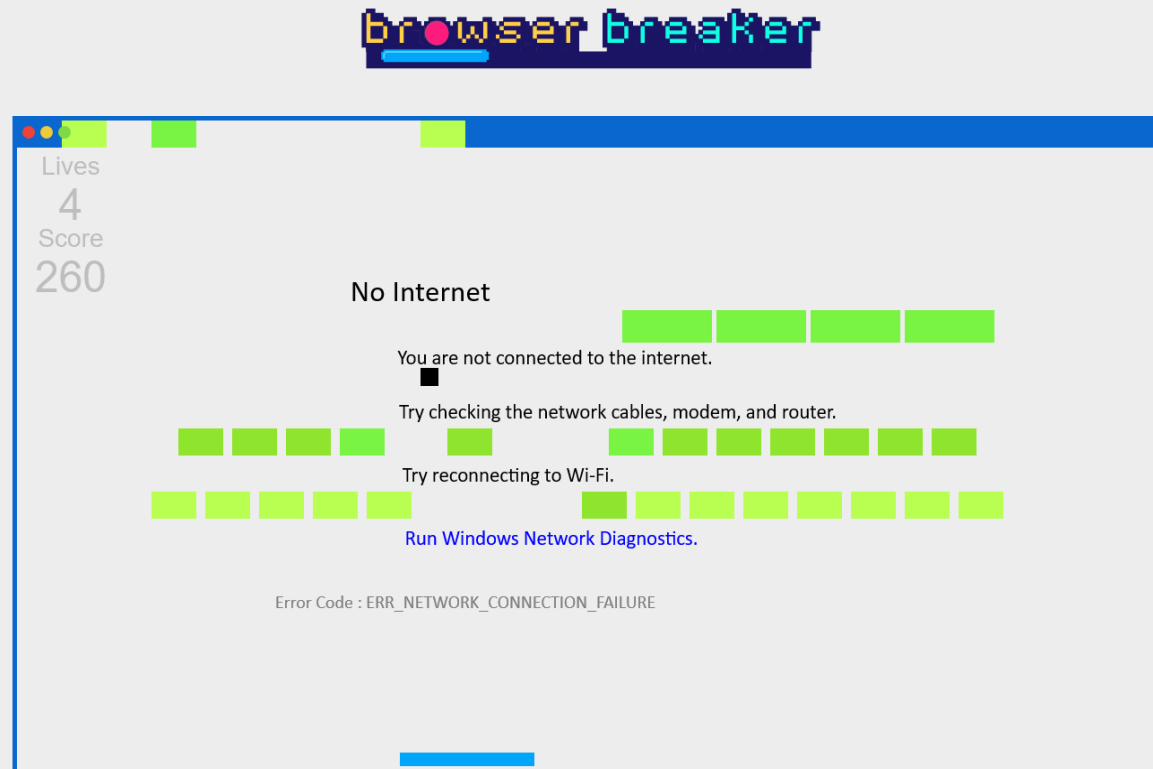 browser breaker
Lives
4
Score
260
No Internet
You are not connected to the internet.
Try checking the network cables, modem, and router.
Try reconnecting to Wi-Fi.
Run Windows Network Diagnostics.
Error Code : ERR_NETWORK_CONNECTION_FAILURE